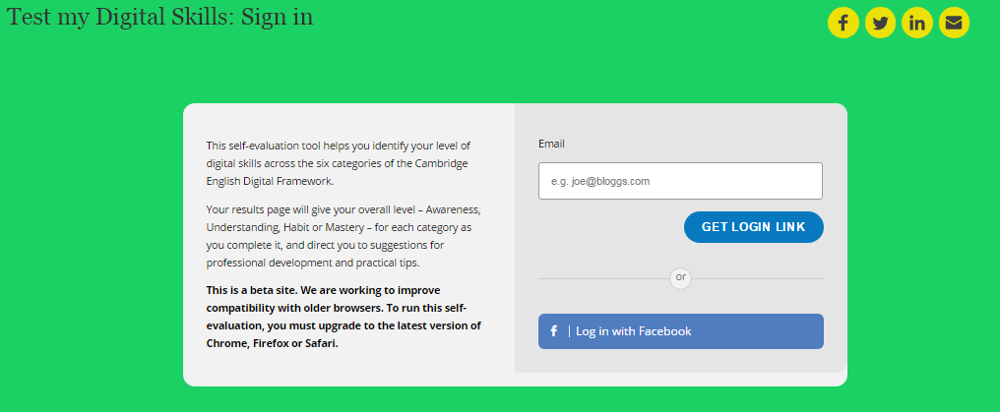 Test my Digital Skills: Sign in
This self-evaluation tool helps you identify your level of
digital skills across the six categories of the Cambridge
English Digital Framework.
Your results page will give your overall level – Awareness,
Understanding, Habit or Mastery – for each category as
you complete it, and direct you to suggestions for
professional development and practical tips.
This is a beta site. We are working to improve
compatibility with older browsers. To run this self-
evaluation, you must upgrade to the latest version of
Chrome, Firefox or Safari.
Email
e.g. joe@bloggs.com
GET LOGIN LINK
or
f | Log in with Facebook